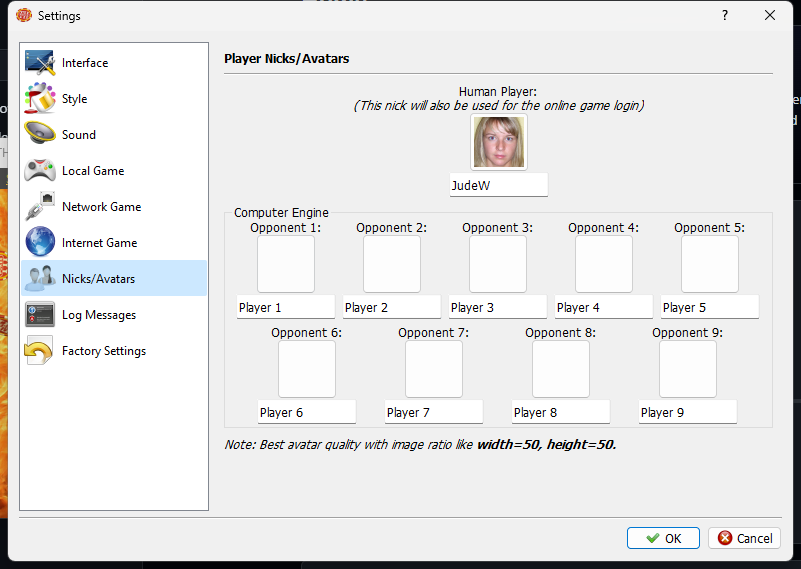 Settings
?
Interface
Style
Sound
Local Game
Network Game
Internet Game
Nicks/Avatars
Log Messages
Factory Settings
Player Nicks/Avatars
Human Player:
(This nick will also be used for the online game login)
JudeW
Computer Engine
Opponent 1: Opponent 2: Opponent 3: Opponent 4: Opponent 5:
Player 1 Player 2 Player 3 Player 4 Player 5
Opponent 6: Opponent 7: Opponent 8: Opponent 9:
Player 6 Player 7 Player 8 Player 9
Note: Best avatar quality with image ratio like width=50, height=50.
OK Cancel